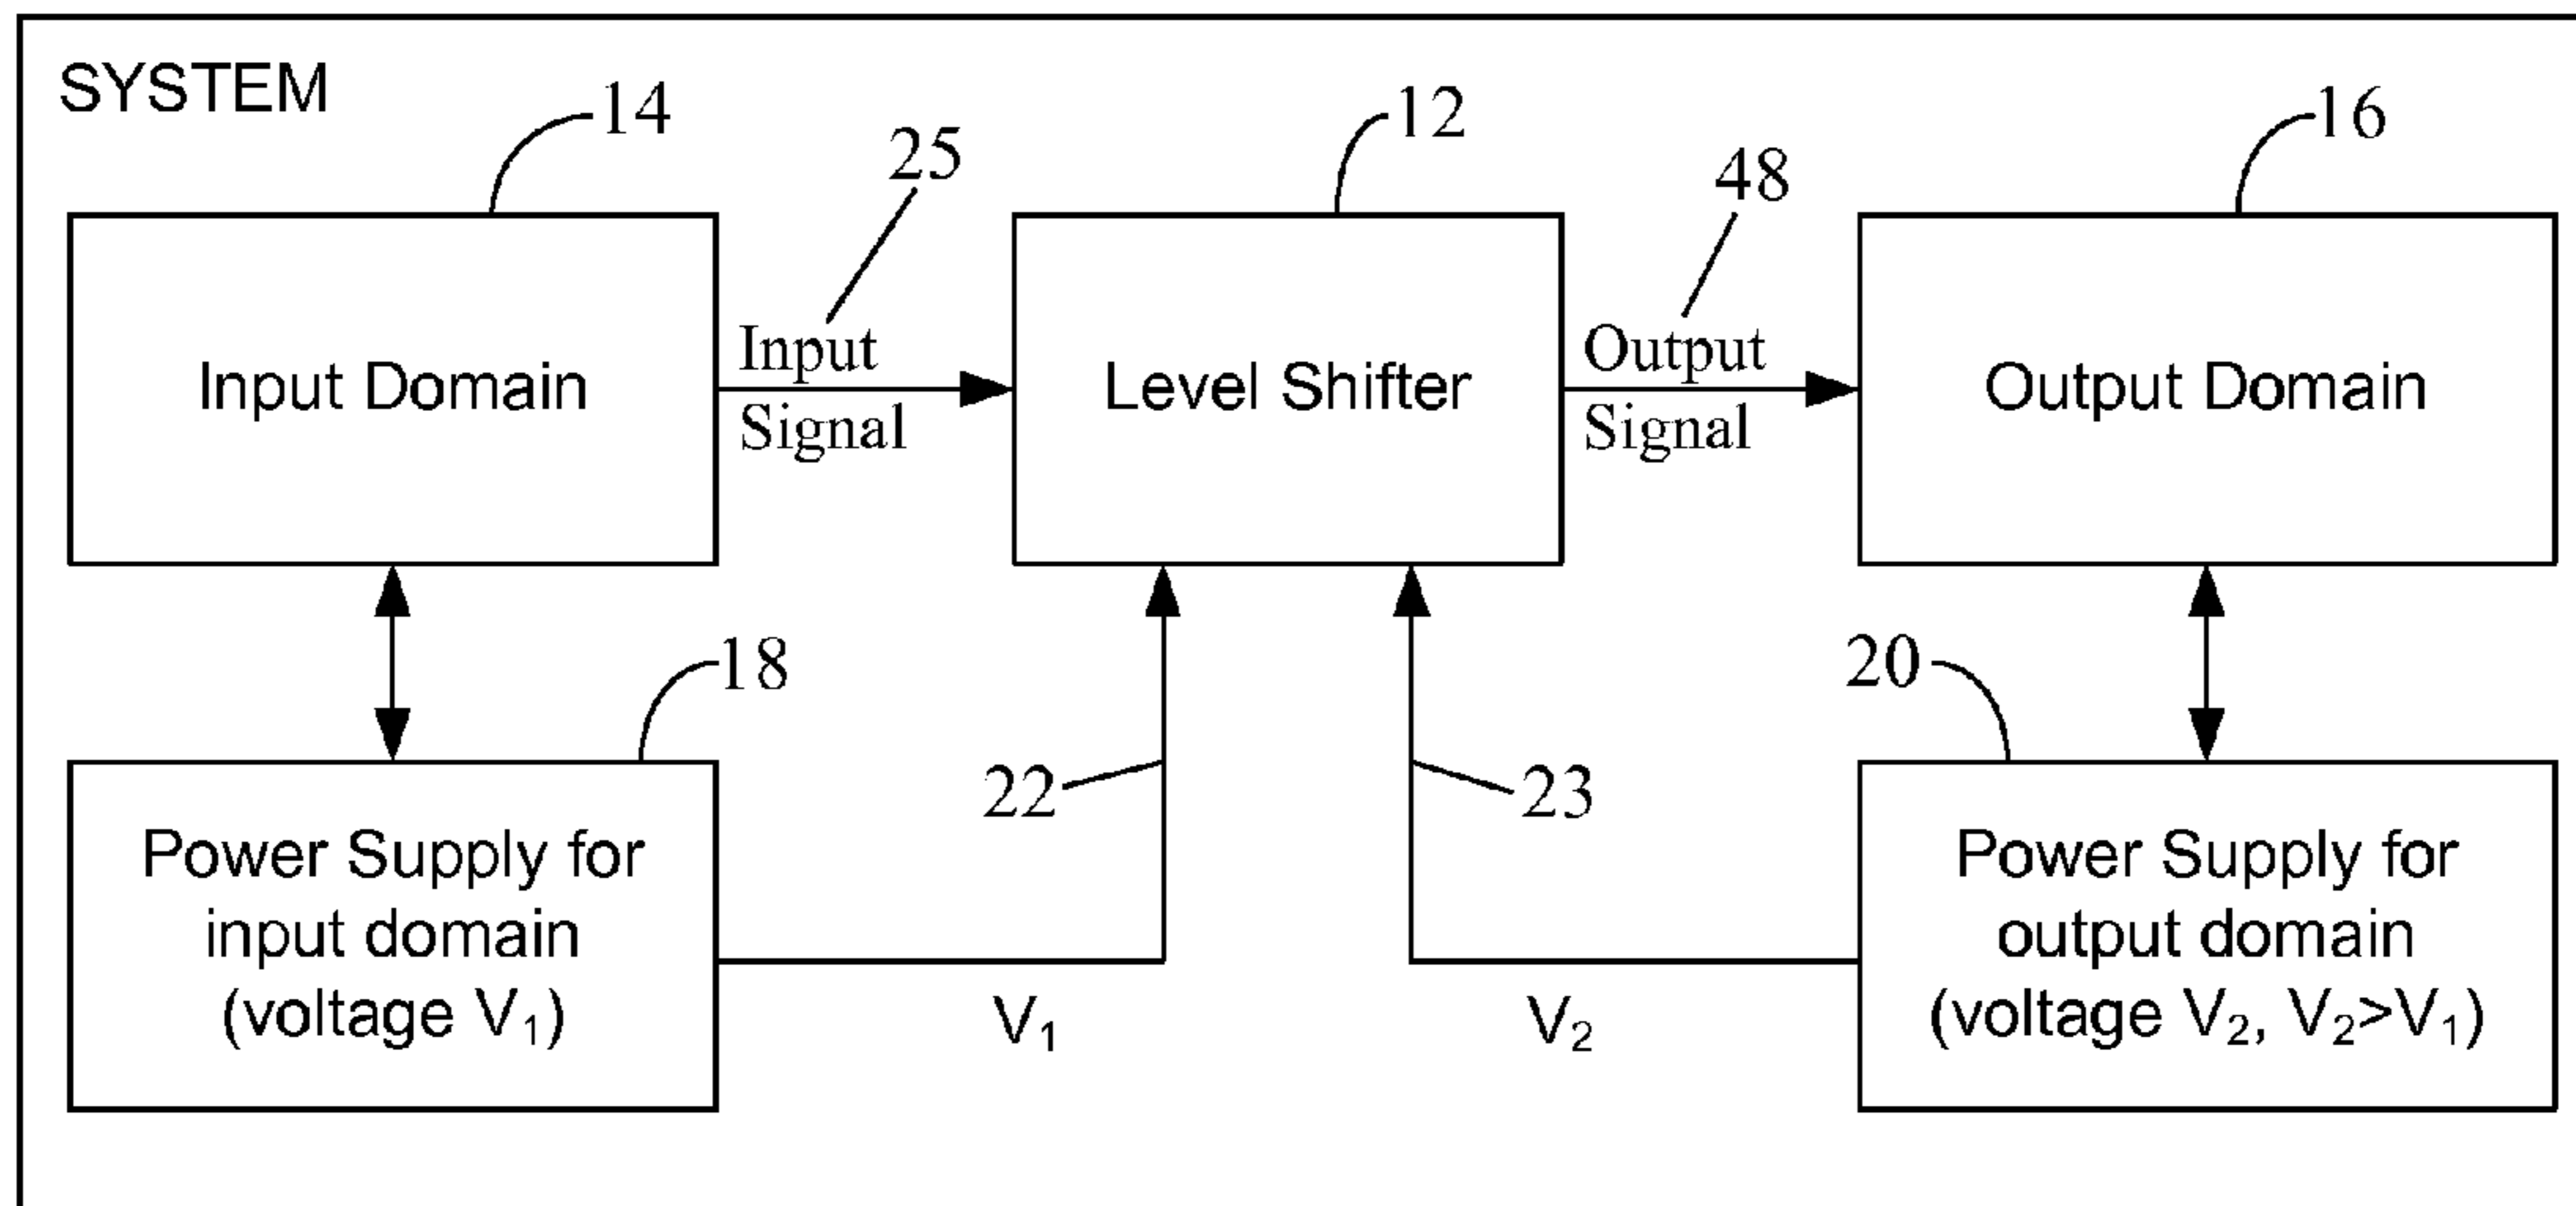 SYSTEM
14
25
12
48
16
Input Domain
Input
Signal
Level Shifter
Output
Signal
Output Domain
18
20
22
23
Power Supply for
input domain
(voltage V₁)
V₁
V₂
Power Supply for
output domain
(voltage V₂, V₂>V₁)